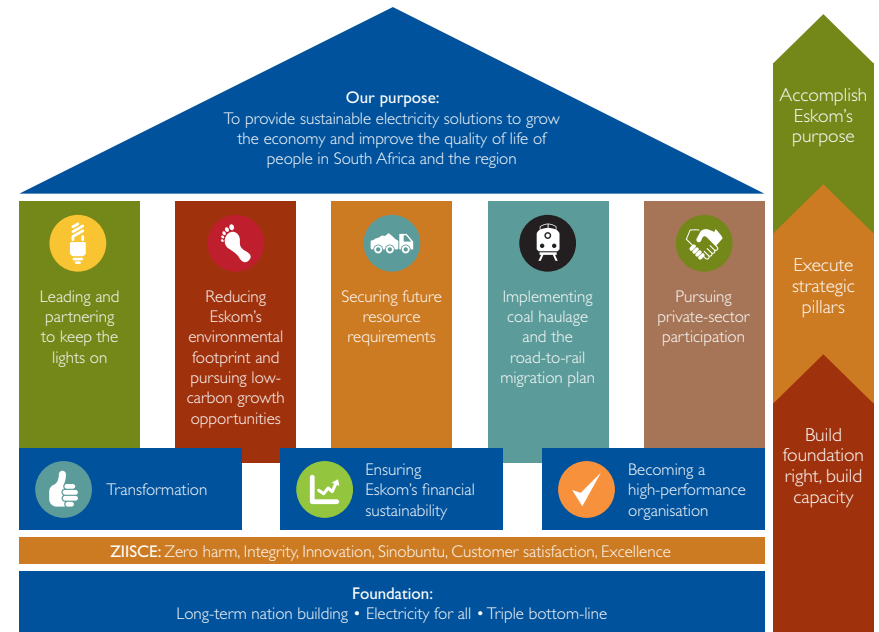 Our purpose:
To provide sustainable electricity solutions to grow
the economy and improve the quality of life of
people in South Africa and the region
Accomplish
Eskom's
purpose
Leading and
partnering
to keep the
lights on
Reducing
Eskom's
environmental
footprint and
pursuing low-
carbon growth
opportunities
Securing future
resource
requirements
Implementing
coal haulage
and the
road-to-rail
migration plan
Pursuing
private-sector
participation
Execute
strategic
pillars
Transformation
Ensuring
Eskom's financial
sustainability
Becoming a
high-performance
organisation
Build
foundation
right, build
capacity
ZIISCE: Zero harm, Integrity, Innovation, Sinobuntu, Customer satisfaction, Excellence
Foundation:
Long-term nation building • Electricity for all • Triple bottom-line